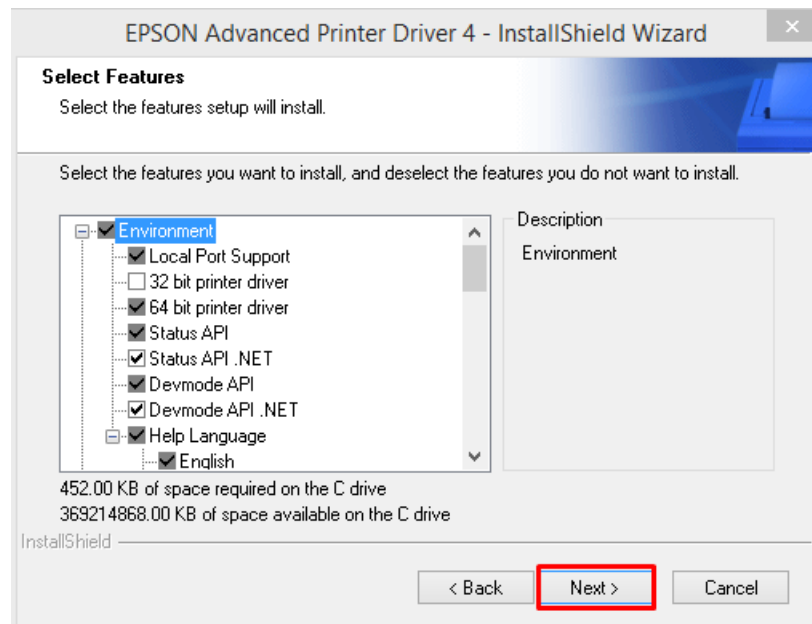 EPSON Advanced Printer Driver 4 - InstallShield Wizard
Select Features
Select the features setup will install.
Select the features you want to install, and deselect the features you do not want to install.
Environment
Local Port Support
32 bit printer driver
64 bit printer driver
Status API
Status API .NET
Devmode API
Devmode API .NET
Help Language
English
Description
Environment
452.00 KB of space required on the C drive
369214868.00 KB of space available on the C drive
InstallShield
< Back
Next >
Cancel